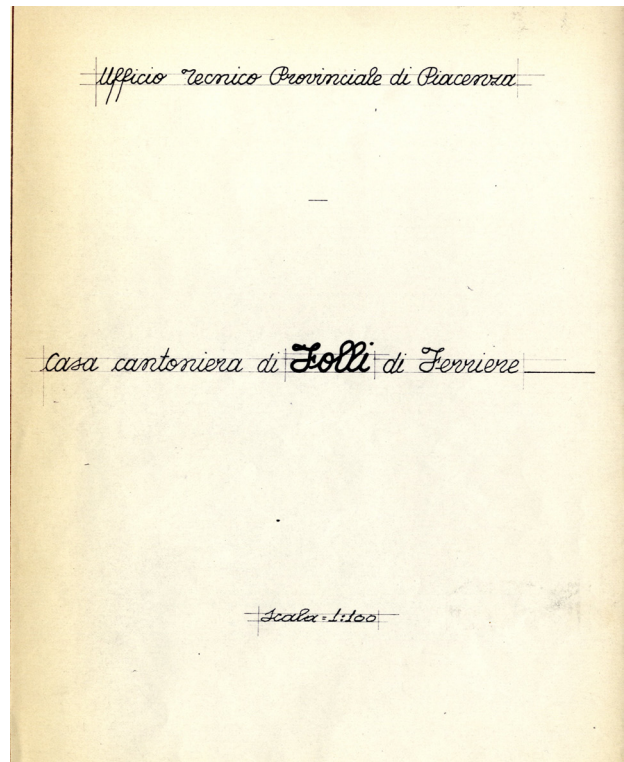 Ufficio Tecnico Provinciale di Piacenza
Casa cantoniera di Folli di Ferriere
Scala = 1:100